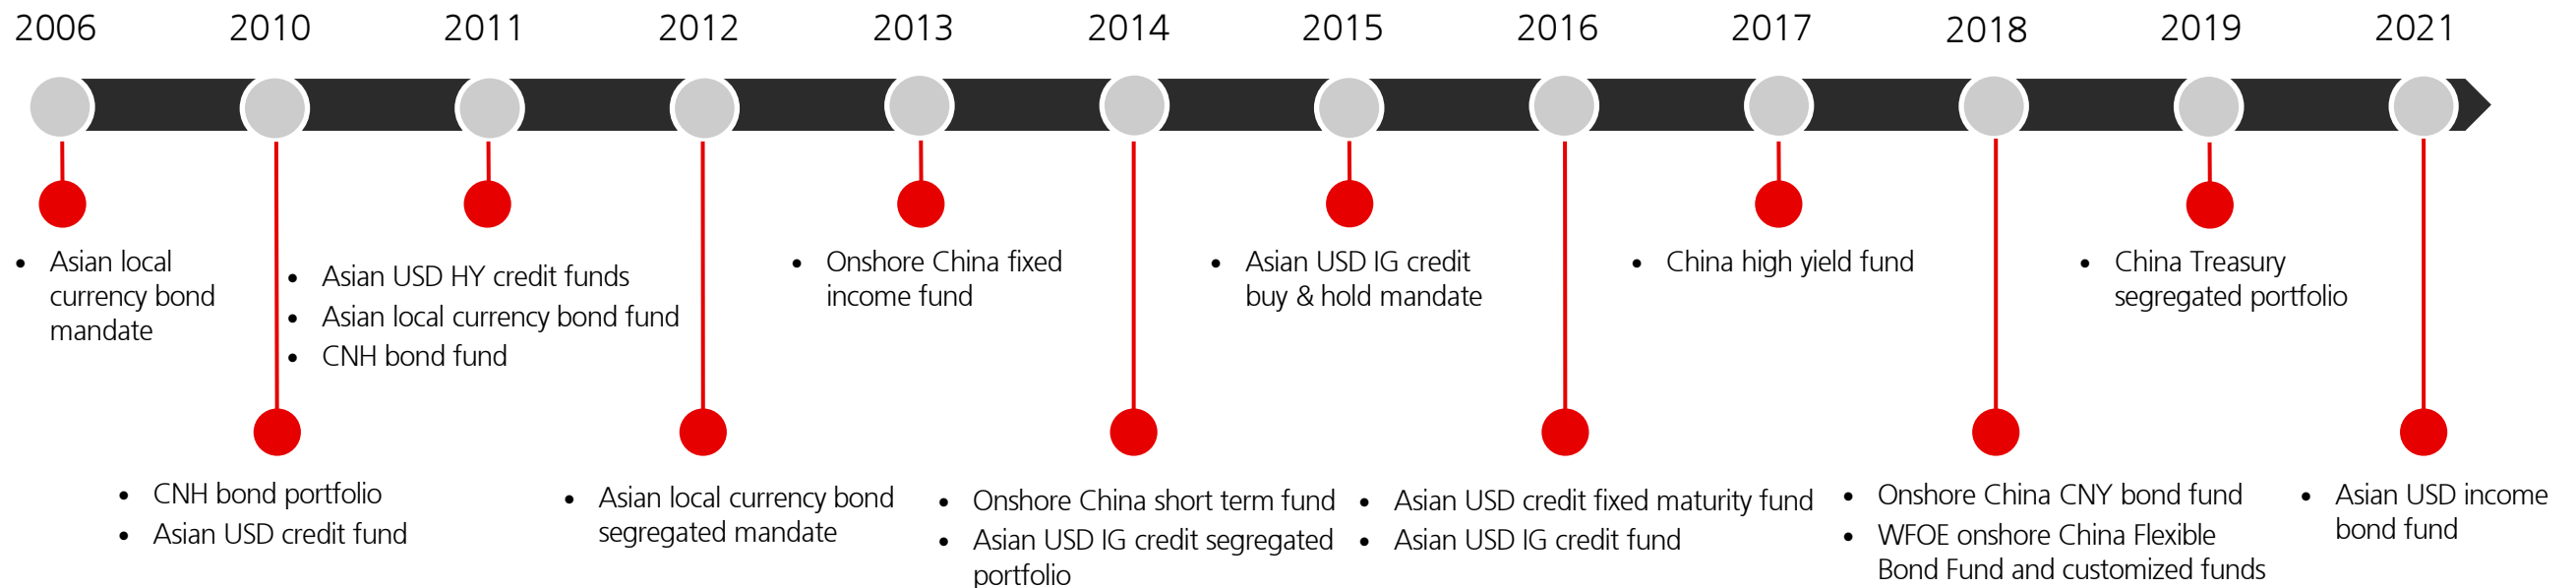 2006
2010
2011
2012
2013
2014
2015
2016
2017
2018
2019
2021
• Asian local
currency bond
mandate
• Asian USD HY credit funds
• Asian local currency bond fund
• CNH bond fund
• Onshore China fixed
income fund
• Asian USD IG credit
buy & hold mandate
• China high yield fund
• China Treasury
segregated portfolio
• CNH bond portfolio
• Asian USD credit fund
• Asian local currency bond
segregated mandate
• Onshore China short term fund
• Asian USD IG credit segregated
portfolio
• Asian USD credit fixed maturity fund
• Asian USD IG credit fund
• Onshore China CNY bond fund
• WFOE onshore China Flexible
Bond Fund and customized funds
• Asian USD income
bond fund